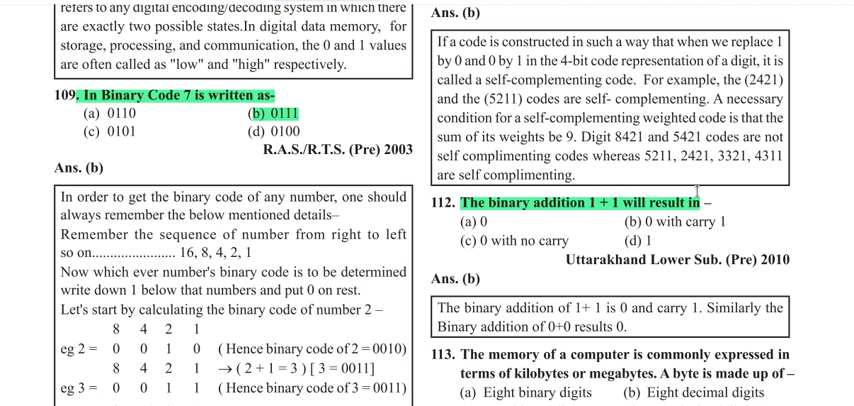 refers to any digital encoding/decoding system in which there
are exactly two possible states.In digital data memory, for
storage, processing, and communication, the 0 and 1 values
are often called as "low" and "high" respectively.
109. In Binary Code 7 is written as-
(a) 0110 (b) 0111
(c) 0101 (d) 0100
R.A.S./R.T.S. (Pre) 2003
Ans. (b)
In order to get the binary code of any number, one should
always remember the below mentioned details–
Remember the sequence of number from right to left
so on....................... 16, 8, 4, 2, 1
Now which ever number's binary code is to be determined
write down 1 below that numbers and put 0 on rest.
Let's start by calculating the binary code of number 2 –
8 4 2 1
eg 2 = 0 0 1 0 ( Hence binary code of 2 = 0010)
8 4 2 1 → ( 2 + 1 = 3 ) [ 3 = 0011]
eg 3 = 0 0 1 1 ( Hence binary code of 3 = 0011)
Ans. (b)
If a code is constructed in such a way that when we replace 1
by 0 and 0 by 1 in the 4-bit code representation of a digit, it is
called a self-complementing code. For example, the (2421)
and the (5211) codes are self- complementing. A necessary
condition for a self-complementing weighted code is that the
sum of its weights be 9. Digit 8421 and 5421 codes are not
self complimenting codes whereas 5211, 2421, 3321, 4311
are self complimenting.
112. The binary addition 1 + 1 will result in –
(a) 0 (b) 0 with carry 1
(c) 0 with no carry (d) 1
Uttarakhand Lower Sub. (Pre) 2010
Ans. (b)
The binary addition of 1+ 1 is 0 and carry 1. Similarly the
Binary addition of 0+0 results 0.
113. The memory of a computer is commonly expressed in
terms of kilobytes or megabytes. A byte is made up of –
(a) Eight binary digits (b) Eight decimal digits